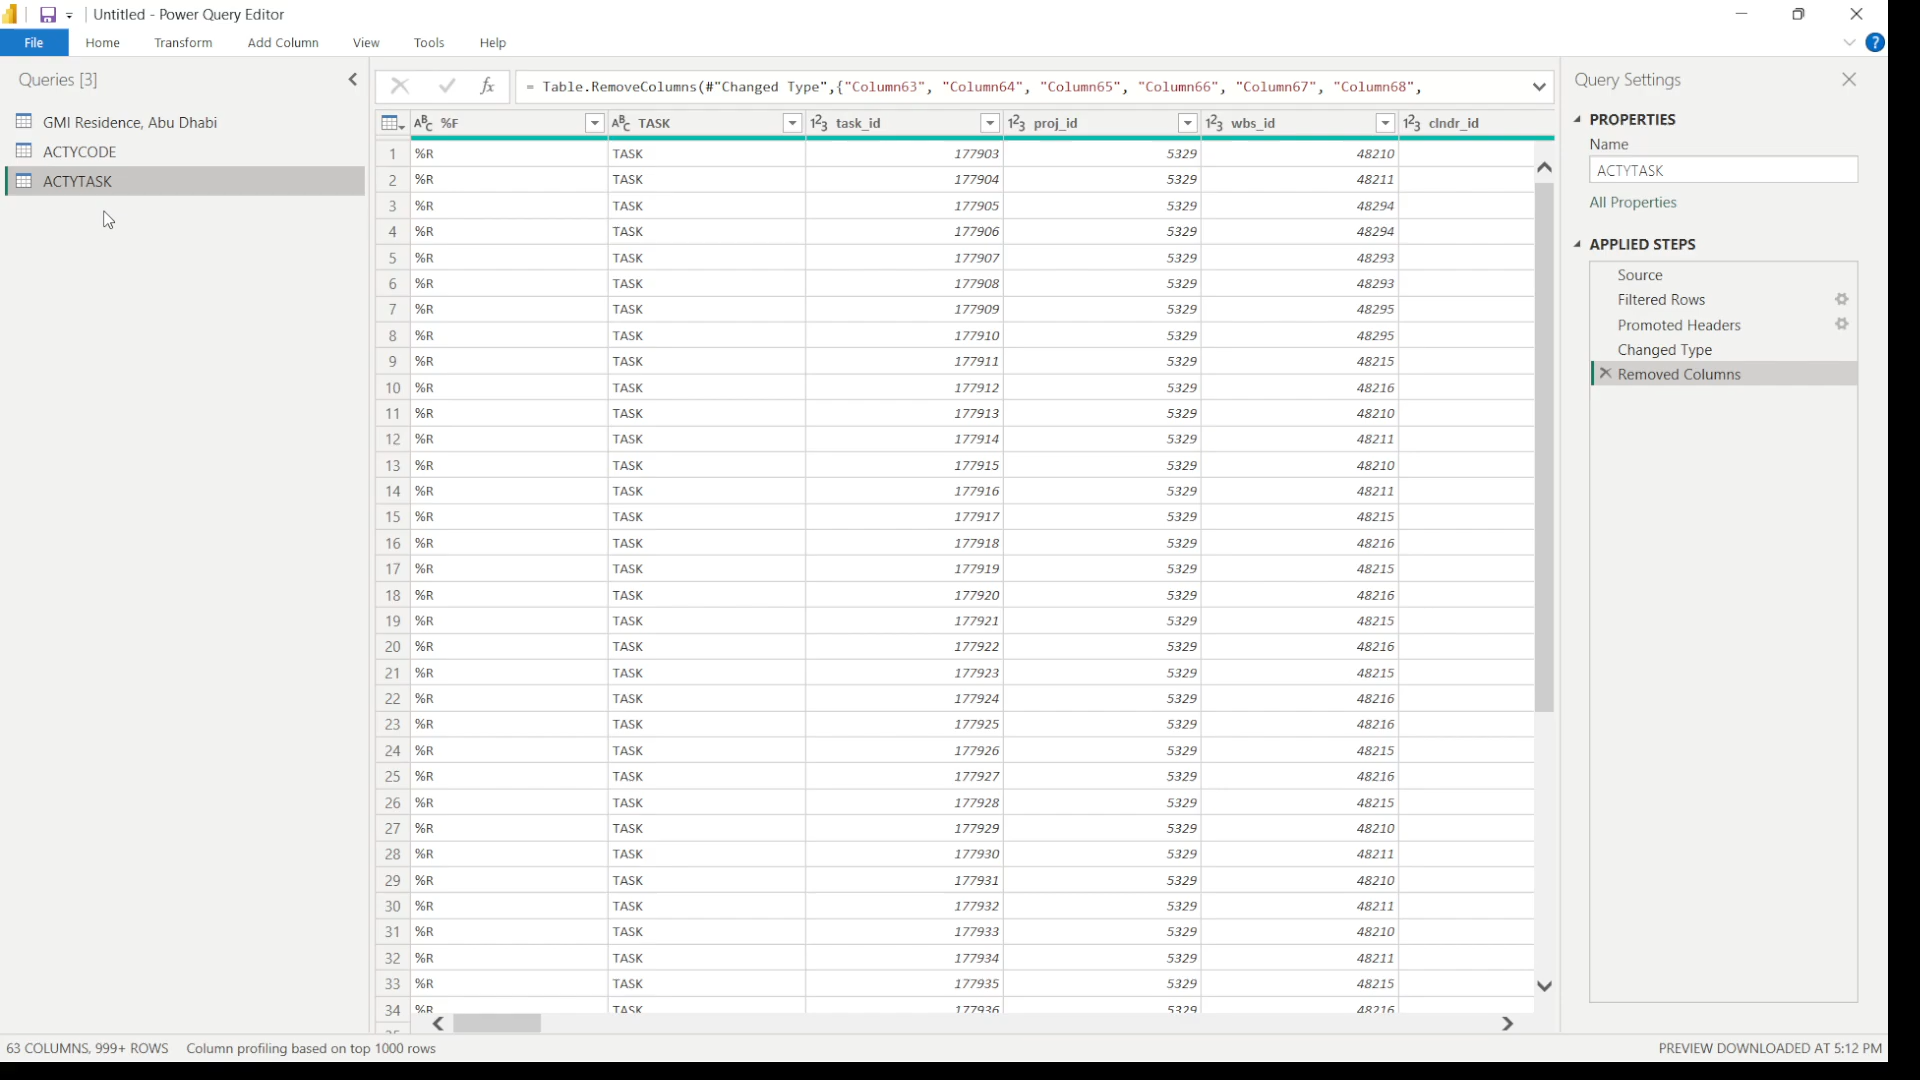 Untitled - Power Query Editor
File Home Transform Add Column View Tools Help
Queries [3]
GMI Residence, Abu Dhabi
ACTYCODE
ACTYTASK
fx = Table.RemoveColumns(#"Changed Type",{"Column63", "Column64", "Column65", "Column66", "Column67", "Column68",
%F TASK task_id proj_id wbs_id clndr_id
1 %R TASK 177903 5329 48210
2 %R TASK 177904 5329 48211
3 %R TASK 177905 5329 48294
4 %R TASK 177906 5329 48294
5 %R TASK 177907 5329 48293
6 %R TASK 177908 5329 48293
7 %R TASK 177909 5329 48295
8 %R TASK 177910 5329 48295
9 %R TASK 177911 5329 48215
10 %R TASK 177912 5329 48216
11 %R TASK 177913 5329 48210
12 %R TASK 177914 5329 48211
13 %R TASK 177915 5329 48210
14 %R TASK 177916 5329 48211
15 %R TASK 177917 5329 48215
16 %R TASK 177918 5329 48216
17 %R TASK 177919 5329 48215
18 %R TASK 177920 5329 48216
19 %R TASK 177921 5329 48215
20 %R TASK 177922 5329 48216
21 %R TASK 177923 5329 48215
22 %R TASK 177924 5329 48216
23 %R TASK 177925 5329 48216
24 %R TASK 177926 5329 48215
25 %R TASK 177927 5329 48216
26 %R TASK 177928 5329 48215
27 %R TASK 177929 5329 48210
28 %R TASK 177930 5329 48211
29 %R TASK 177931 5329 48210
30 %R TASK 177932 5329 48211
31 %R TASK 177933 5329 48210
32 %R TASK 177934 5329 48211
33 %R TASK 177935 5329 48215
34 %R TASK 177936 5329 48216
Query Settings
PROPERTIES
Name
ACTYTASK
All Properties
APPLIED STEPS
Source
Filtered Rows
Promoted Headers
Changed Type
Removed Columns
63 COLUMNS, 999+ ROWS Column profiling based on top 1000 rows
PREVIEW DOWNLOADED AT 5:12 PM